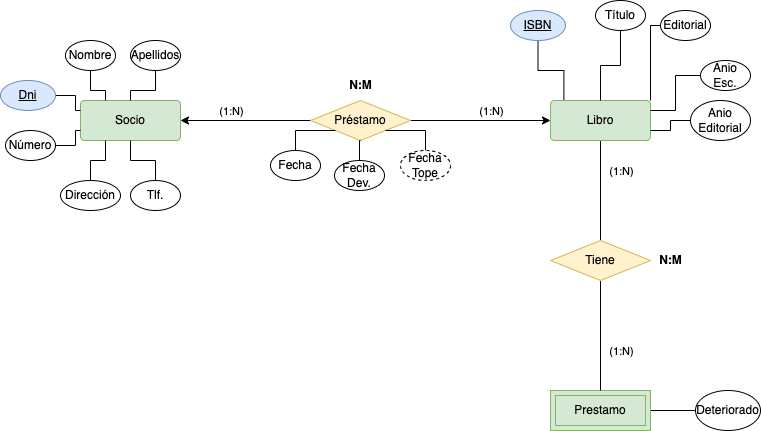 ISBN
Título
Editorial
Nombre
Apellidos
Anio
Esc.
Dni
N:M
(1:N)
(1:N)
Socio
Préstamo
Libro
Anio
Editorial
Número
Fecha
Fecha
Dev.
Fecha
Tope
Dirección
Tlf.
(1:N)
Tiene
N:M
(1:N)
Prestamo
Deteriorado